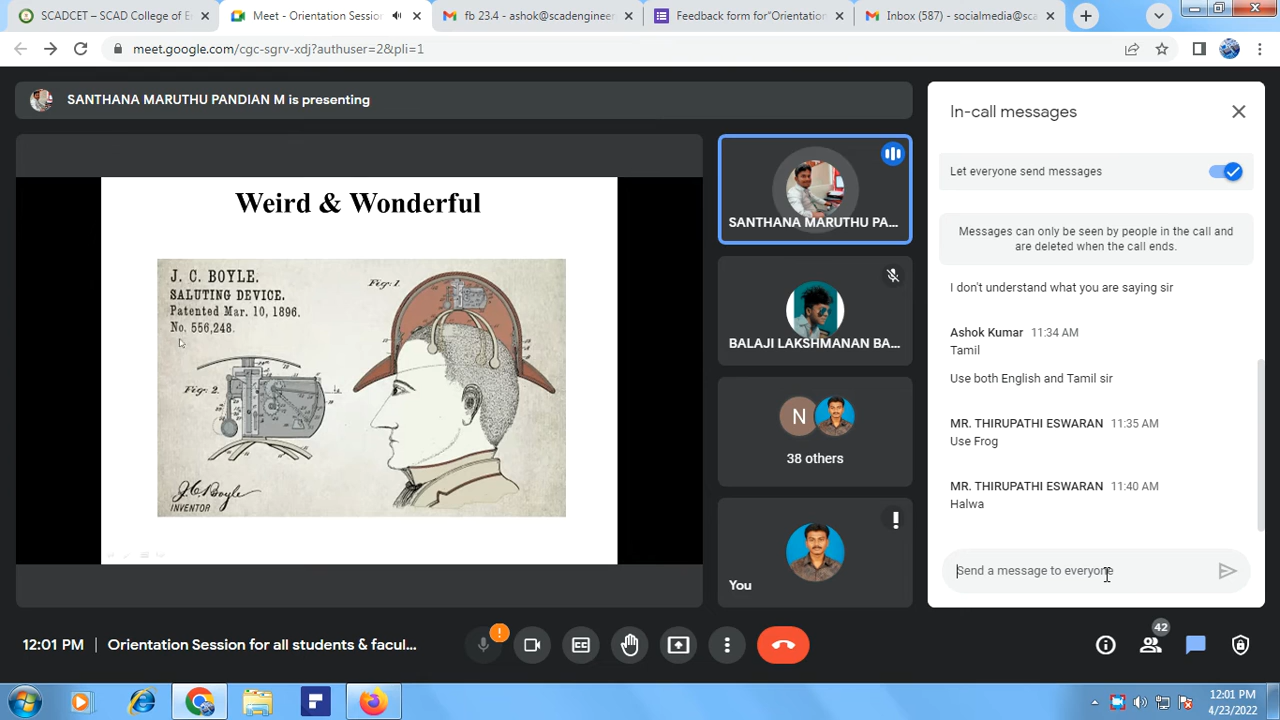 SCADCET – SCAD College of E
Meet - Orientation Sessio
fb 23.4 - ashok@
engineer
Feedback form for"Orientation
Inbox (517) - socialmedia@sca
meet.google.com/cgc-sgrv-xdj?authuser=2&pli=1
SANTHANA MARUTHU PANDIAN M is presenting
Weird & Wonderful
J. C. BOYLE.
SALUTING DEVICE.
Patented Mar. 10, 1896.
No. 556,248.
Fig: 1.
Fig: 2.
J.C. Boyle
INVENTOR
SANTHANA MARUTHU PA...
BALAJI LAKSHMANAN BA...
N
38 others
You
In-call messages
Let everyone send messages
Messages can only be seen by people in the call and
are deleted when the call ends.
I don't understand what you are saying sir
Ashok Kumar 11:34 AM
Tamil
Use both English and Tamil sir
MR. THIRUPATHI ESWARAN 11:35 AM
Use Frog
MR. THIRUPATHI ESWARAN 11:40 AM
Halwa
Send a message to everyone
12:01 PM | Orientation Session for all students & facul...
42
12:01 PM
4/23/2022